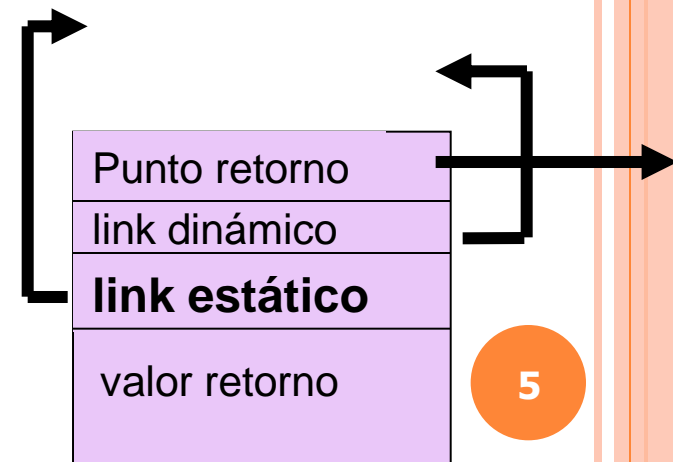 Punto retorno
link dinámico
link estático
valor retorno
5